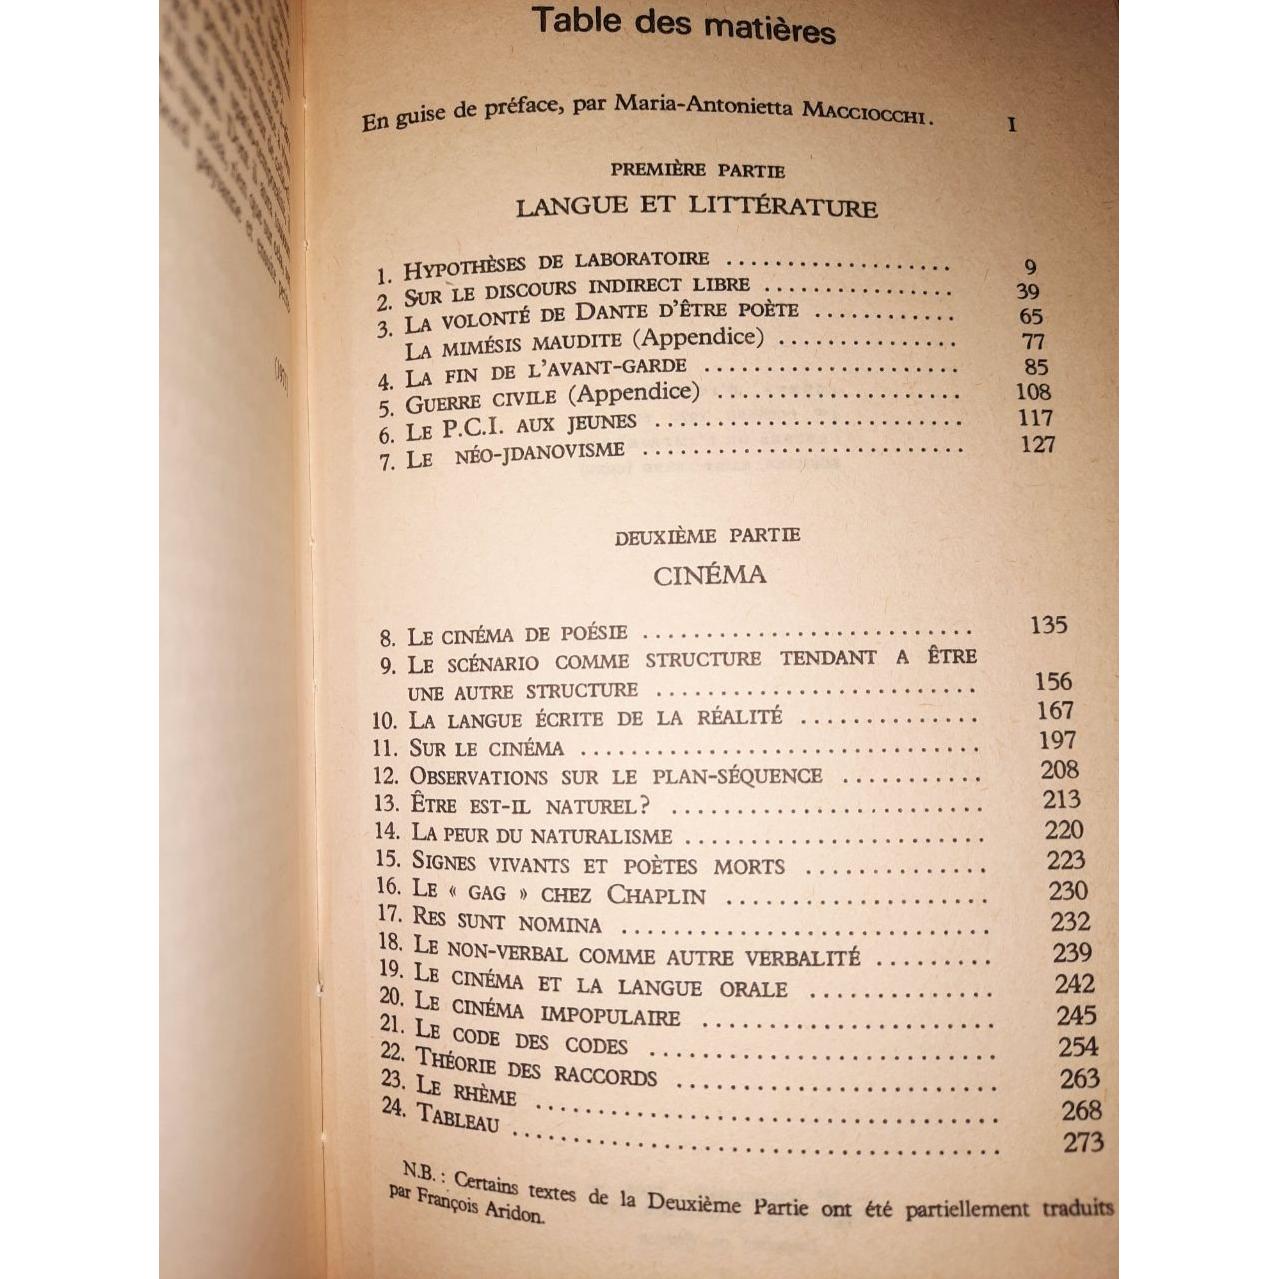 Table des matières
En guise de préface, par Maria-Antonietta MACCIOCCHI. I
PREMIÈRE PARTIE
LANGUE ET LITTÉRATURE
1. HYPOTHÈSES DE LABORATOIRE .................... 9
2. SUR LE DISCOURS INDIRECT LIBRE ................ 39
3. LA VOLONTÉ DE DANTE D'ÊTRE POÈTE ............ 65
LA MIMÉSIS MAUDITE (Appendice) ............... 77
4. LA FIN DE L'AVANT-GARDE ...................... 85
5. GUERRE CIVILE (Appendice) .................... 108
6. LE P.C.I. AUX JEUNES .......................... 117
7. LE NÉO-JDANOVISME ........................... 127
DEUXIÈME PARTIE
CINÉMA
8. LE CINÉMA DE POÉSIE ........................... 135
9. LE SCÉNARIO COMME STRUCTURE TENDANT A ÊTRE
UNE AUTRE STRUCTURE .......................... 156
10. LA LANGUE ÉCRITE DE LA RÉALITÉ .............. 167
11. SUR LE CINÉMA ................................ 197
12. OBSERVATIONS SUR LE PLAN-SÉQUENCE ........... 208
13. ÊTRE EST-IL NATUREL? ......................... 213
14. LA PEUR DU NATURALISME ........................ 220
15. SIGNES VIVANTS ET POÈTES MORTS .............. 223
16. LE « GAG » CHEZ CHAPLIN ..................... 230
17. RES SUNT NOMINA ............................. 232
18. LE NON-VERBAL COMME AUTRE VERBALITÉ ......... 239
19. LE CINÉMA ET LA LANGUE ORALE ............... 242
20. LE CINÉMA IMPOPULAIRE ....................... 245
21. LE CODE DES CODES ........................... 254
22. THÉORIE DES RACCORDS ........................ 263
23. LE RHÈME ..................................... 268
24. TABLEAU ...................................... 273
N.B. : Certains textes de la Deuxième Partie ont été partiellement traduits
par François Aridon.